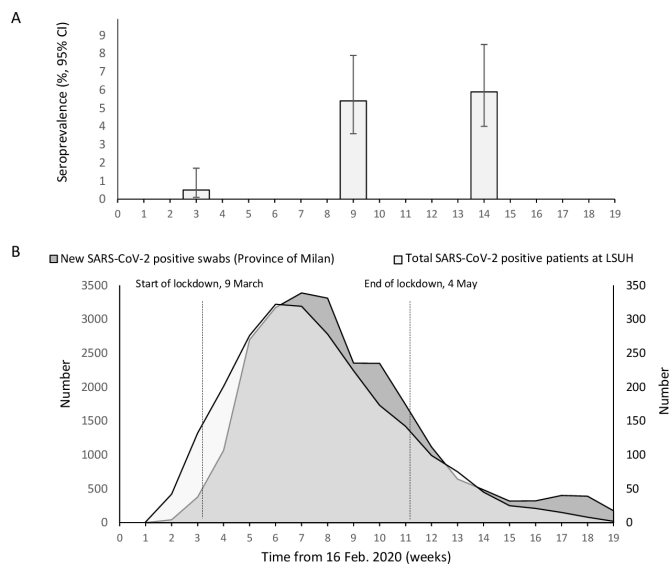 A
Seroprevalence (%, 95% CI)
9
8
7
6
5
4
3
2
1
0
0 1 2 3 4 5 6 7 8 9 10 11 12 13 14 15 16 17 18 19
B
New SARS-CoV-2 positive swabs (Province of Milan) Total SARS-CoV-2 positive patients at LSUH
Start of lockdown, 9 March End of lockdown, 4 May
Number
3500 350
3000 300
2500 250
2000 200
1500 150
1000 100
500 50
0 0
Number
0 1 2 3 4 5 6 7 8 9 10 11 12 13 14 15 16 17 18 19
Time from 16 Feb. 2020 (weeks)